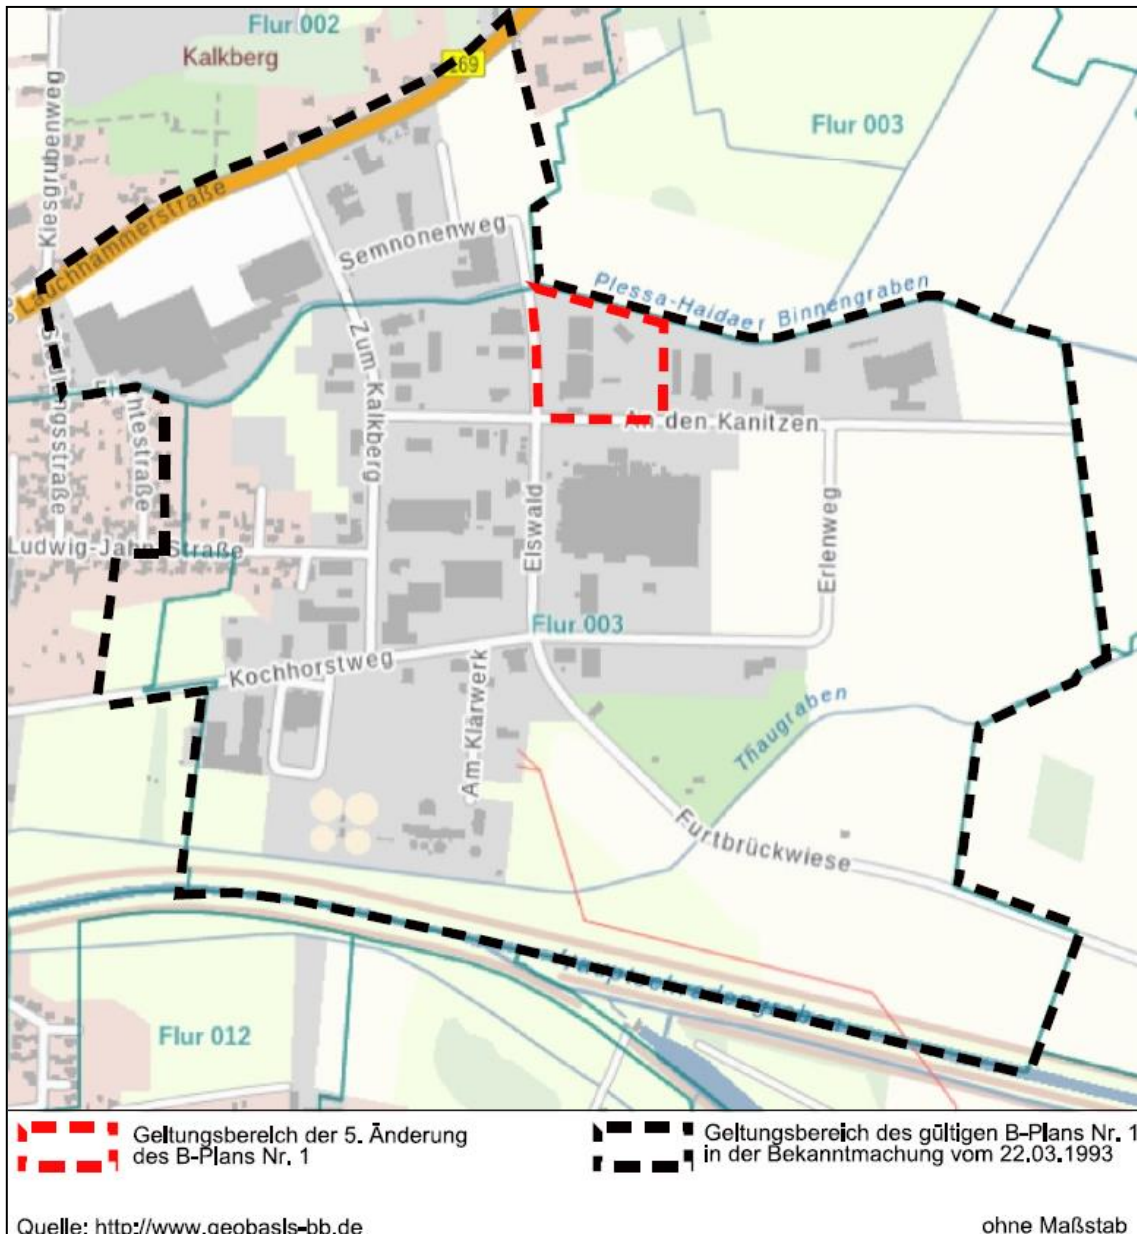 Flur 002
Kalkberg
169
Flur 003
Kiesgrubenweg
Lauchhammerstraße
Semnonenweg
Plessa-Haidaer Binnengraben
Zum Kalkberg
An den Kanitzen
Elswald
Erlenweg
Ludwig-Jahn-Straße
Flur 003
Kochhorstweg
Am Klärwerk
Thaugraben
Furtbrückwiese
Flur 012
Geltungsbereich der 5. Änderung
des B-Plans Nr. 1
Geltungsbereich des gültigen B-Plans Nr. 1
in der Bekanntmachung vom 22.03.1993
Quelle: http://www.geobasis-bb.de
ohne Maßstab